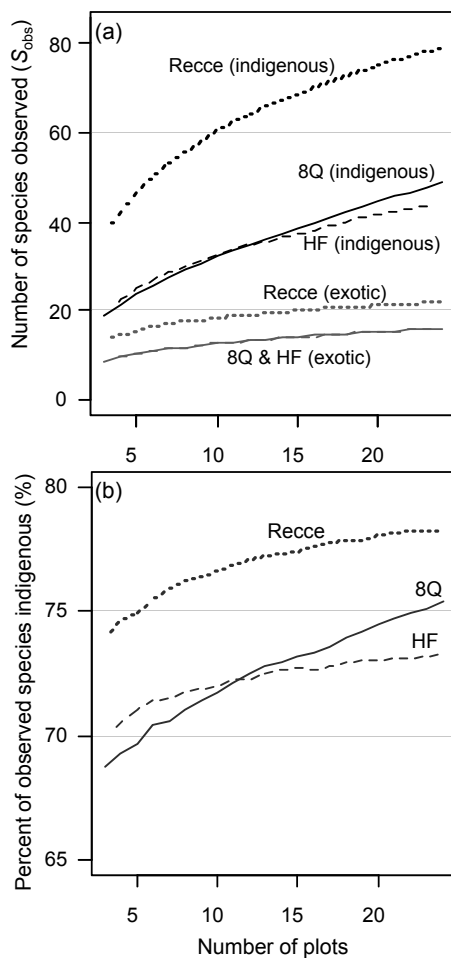 (a)
Number of species observed (Sobs)
80
60
40
20
0
Recce (indigenous)
8Q (indigenous)
HF (indigenous)
Recce (exotic)
8Q & HF (exotic)
5 10 15 20
(b)
Percent of observed species indigenous (%)
80
75
70
65
Recce
8Q
HF
5 10 15 20
Number of plots